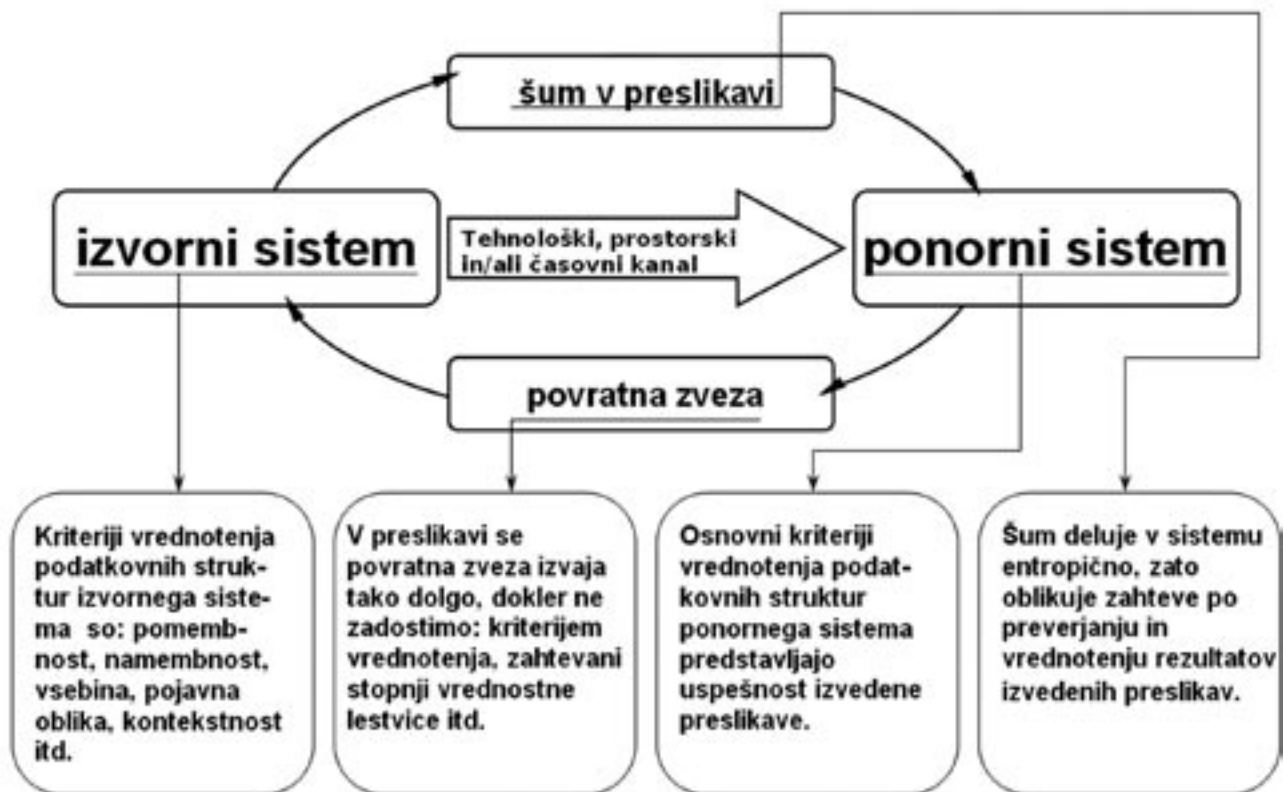 šum v preslikavi
izvorni sistem
Tehnološki, prostorski
in/ali časovni kanal
ponorni sistem
povratna zveza
Kriteriji vrednotenja
podatkovnih struk-
tur izvornega siste-
ma so: pomemb-
nost, namembnost,
vsebina, pojavna
oblika, kontekstnost
itd.
V preslikavi se
povratna zveza izvaja
tako dolgo, dokler ne
zadostimo: kriterijem
vrednotenja, zahtevani
stopnji vrednostne
lestvice itd.
Osnovni kriteriji
vrednotenja podat-
kovnih struktur
ponornega sistema
predstavljajo
uspešnost izvedene
preslikave.
Šum deluje v sistemu
entropično, zato
oblikuje zahteve po
preverjanju in
vrednotenju rezultatov
izvedenih preslikav.